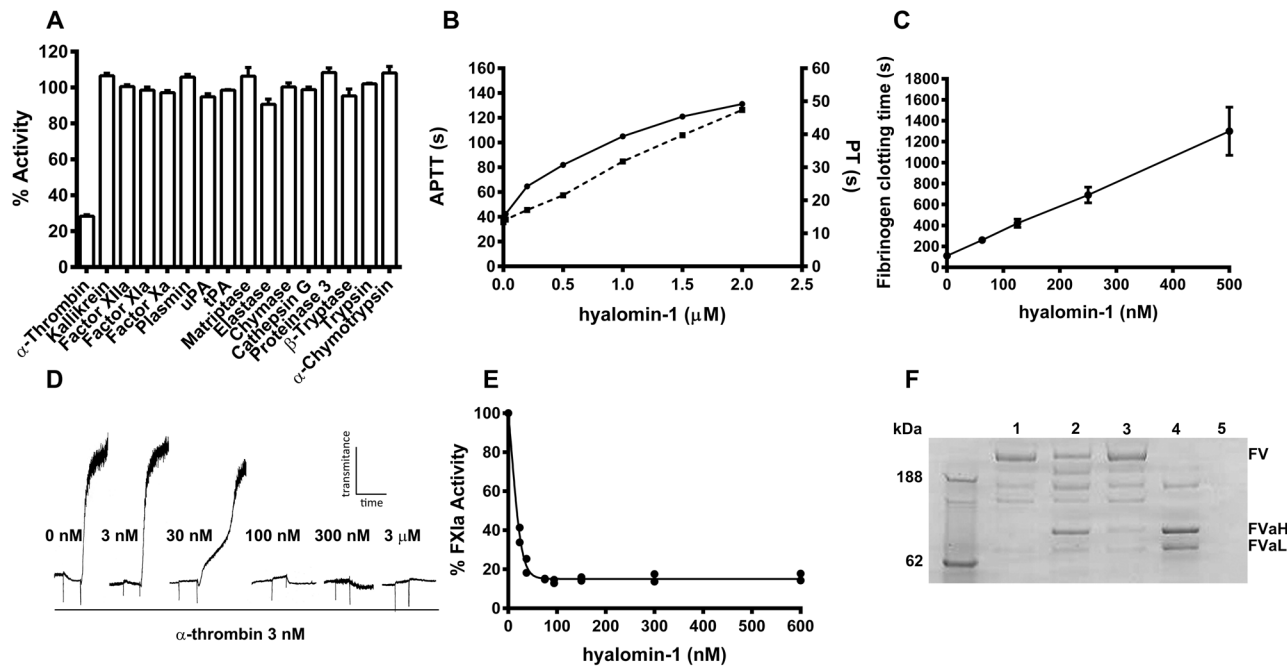 A
% Activity
120
100
80
60
40
20
0
α-Thrombin
Kallikrein
Factor XIIa
Factor XIa
Factor Xa
Plasmin
uPA
tPA
Matriptase
Elastase
Chymase
Cathepsin G
Proteinase 3
β-Tryptase
Trypsin
α-Chymotrypsin
B
APTT (s)
160
140
120
100
80
60
40
20
0
0.0 0.5 1.0 1.5 2.0 2.5
hyalomin-1 (μM)
60
50
40
30
20
10
0
PT (s)
C
Fibrinogen clotting time (s)
1800
1600
1400
1200
1000
800
600
400
200
0
0 100 200 300 400 500
hyalomin-1 (nM)
D
transmitance
time
0 nM 3 nM 30 nM 100 nM 300 nM 3 μM
α-thrombin 3 nM
E
% FXIa Activity
100
80
60
40
20
0
0 100 200 300 400 500 600
hyalomin-1 (nM)
F
kDa 1 2 3 4 5
188
62
FV
FVaH
FVaL